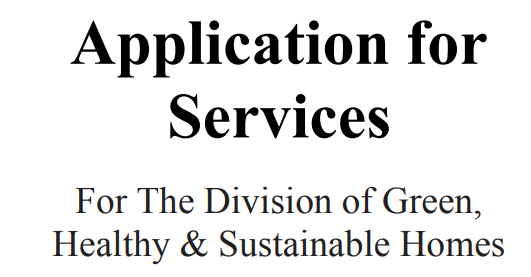 Application for
Services
For The Division of Green,
Healthy & Sustainable Homes